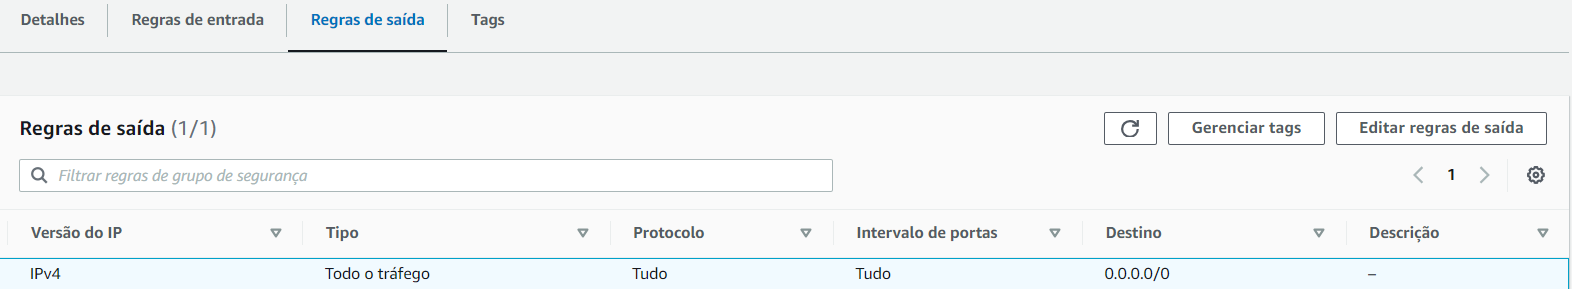 Detalhes Regras de entrada Regras de saída Tags
Regras de saída (1/1) Gerenciar tags Editar regras de saída
Filtrar regras de grupo de segurança 1
Versão do IP Tipo Protocolo Intervalo de portas Destino Descrição
IPv4 Todo o tráfego Tudo Tudo 0.0.0.0/0 –